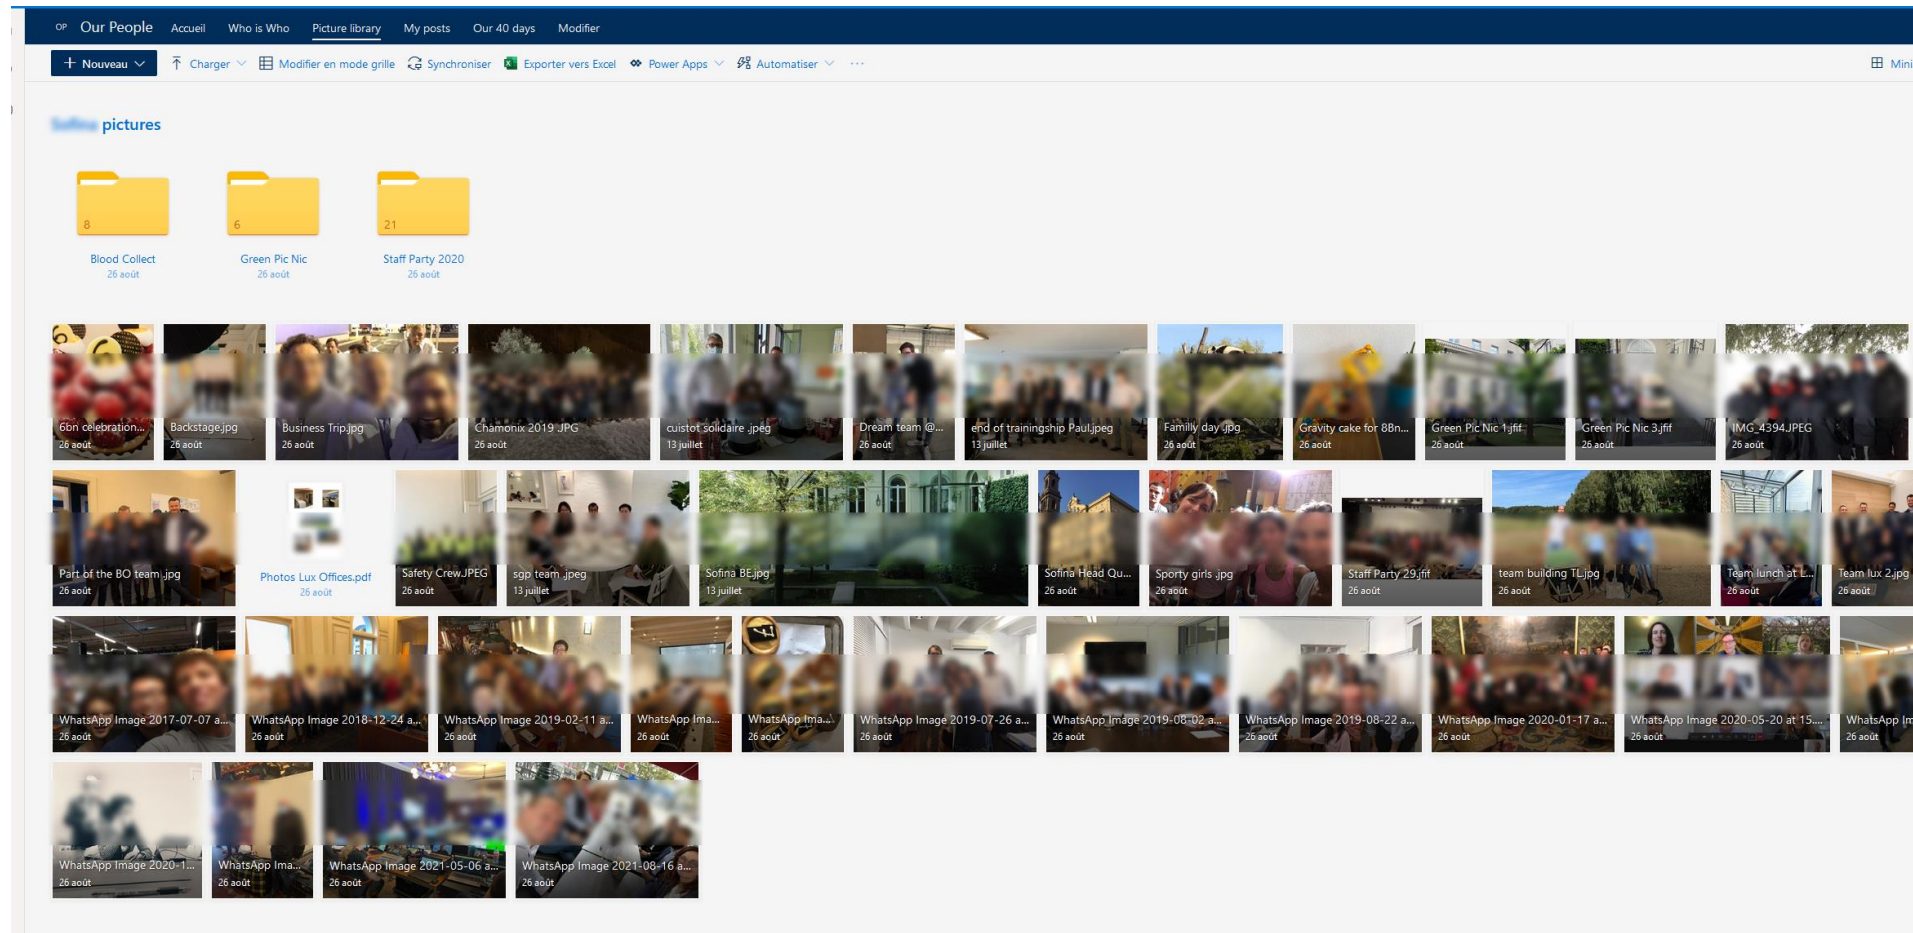 OP Our People Accueil Who is Who Picture library My posts Our 40 days Modifier
Nouveau Charger Modifier en mode grille Synchroniser Exporter vers Excel Power Apps Automatiser ··· Mini
pictures
8 6 21
Blood Collect Green Pic Nic Staff Party 2020
26 août 26 août 26 août
6bn celebration... Backstage.jpg Business Trip.jpg Chamonix 2019 .JPG cuistot solidaire .jpeg Dream team @... end of trainingship Paul.jpeg Familly day .jpg Gravity cake for 8Bn... Green Pic Nic 1.jfif Green Pic Nic 3.jfif IMG_4394.JPEG
26 août 26 août 26 août 26 août 13 juillet 26 août 13 juillet 26 août 26 août 26 août 26 août 26 août
Part of the BO team .jpg Photos Lux Offices.pdf Safety Crew.JPEG sgp team .jpeg Sofina BE.jpg Sofina Head Qu... Sporty girls .jpg Staff Party 29.jfif team building TL.jpg Team lunch at L... Team lux 2.jpg
26 août 26 août 26 août 13 juillet 13 juillet 26 août 26 août 26 août 26 août 26 août 26 août
WhatsApp Image 2017-07-07 a... WhatsApp Image 2018-12-24 a... WhatsApp Image 2019-02-11 a... WhatsApp Ima... WhatsApp Ima... WhatsApp Image 2019-07-26 a... WhatsApp Image 2019-08-02 a... WhatsApp Image 2019-08-22 a... WhatsApp Image 2020-01-17 a... WhatsApp Image 2020-05-20 at 15.... WhatsApp Im
26 août 26 août 26 août 26 août 26 août 26 août 26 août 26 août 26 août 26 août 26 août
WhatsApp Image 2020-1... WhatsApp Ima... WhatsApp Image 2021-05-06 a... WhatsApp Image 2021-08-16 a...
26 août 26 août 26 août 26 août